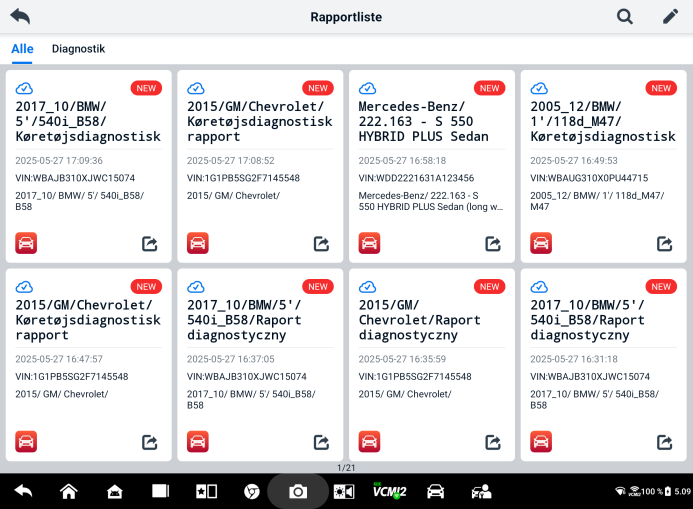 Rapportliste
Alle
Diagnostik
NEW
2017_10/BMW/
5'/540i_B58/
Køretøjsdiagnostisk
2025-05-27 17:09:36
VIN:WBAJB310XJWC15074
2017_10/ BMW/ 5'/ 540i_B58/
B58
NEW
2015/GM/Chevrolet/
Køretøjsdiagnostisk
rapport
2025-05-27 17:08:52
VIN:1G1PB5SG2F7145548
2015/ GM/ Chevrolet/
NEW
Mercedes-Benz/
222.163 - S 550
HYBRID PLUS Sedan
2025-05-27 16:58:18
VIN:WDD2221631A123456
Mercedes-Benz/ 222.163 - S
550 HYBRID PLUS Sedan (long w...
NEW
2005_12/BMW/
1'/118d_M47/
Køretøjsdiagnostisk
2025-05-27 16:49:53
VIN:WBAUG310X0PU44715
2005_12/ BMW/ 1'/ 118d_M47/
M47
NEW
2015/GM/Chevrolet/
Køretøjsdiagnostisk
rapport
2025-05-27 16:47:57
VIN:1G1PB5SG2F7145548
2015/ GM/ Chevrolet/
NEW
2017_10/BMW/5'/
540i_B58/Raport
diagnostyczny
2025-05-27 16:37:05
VIN:WBAJB310XJWC15074
2017_10/ BMW/ 5'/ 540i_B58/
B58
NEW
2015/GM/
Chevrolet/Raport
diagnostyczny
2025-05-27 16:35:59
VIN:1G1PB5SG2F7145548
2015/ GM/ Chevrolet/
NEW
2017_10/BMW/5'/
540i_B58/Raport
diagnostyczny
2025-05-27 16:31:18
VIN:WBAJB310XJWC15074
2017_10/ BMW/ 5'/ 540i_B58/
B58
1/21
VCMI2
100 %
5.09